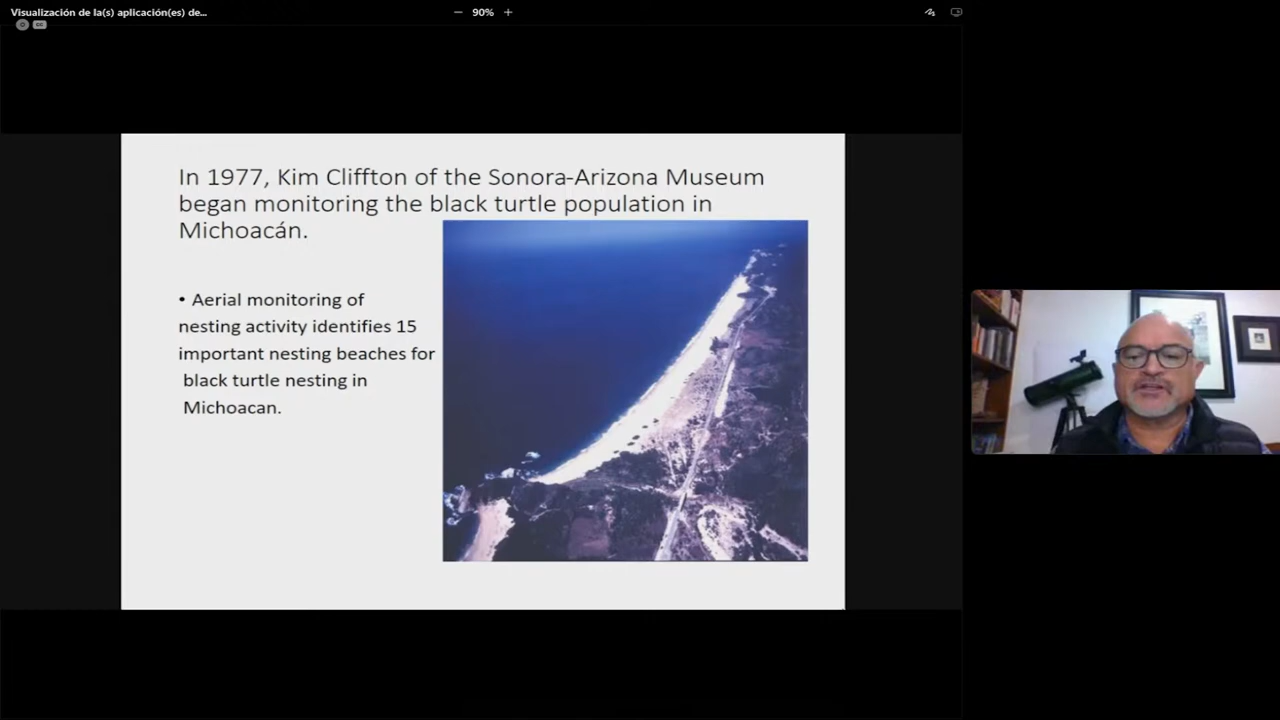 Visualización de la(s) aplicación(es) de...
90%
CC
In 1977, Kim Cliffton of the Sonora-Arizona Museum
began monitoring the black turtle population in
Michoacán.
• Aerial monitoring of
nesting activity identifies 15
important nesting beaches for
black turtle nesting in
Michoacan.